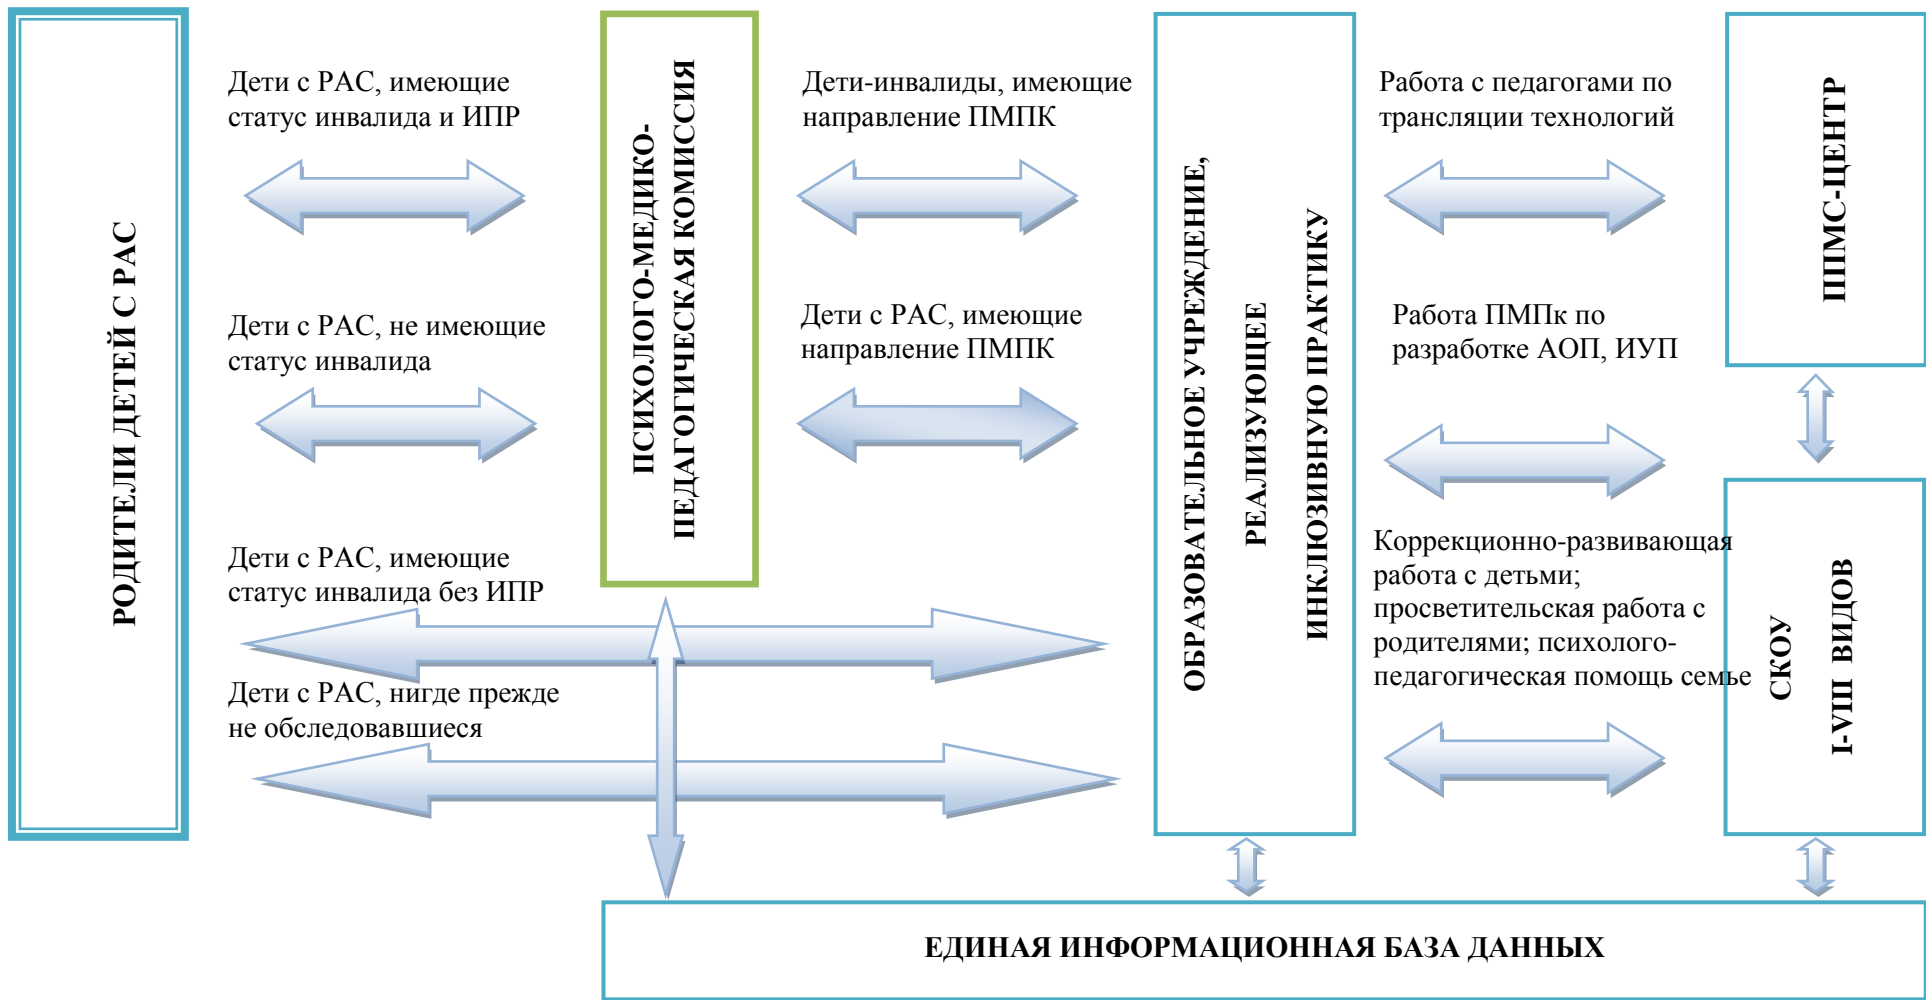 РОДИТЕЛИ ДЕТЕЙ С РАС
Дети с РАС, имеющие
статус инвалида и ИПР
Дети с РАС, не имеющие
статус инвалида
Дети с РАС, имеющие
статус инвалида без ИПР
Дети с РАС, нигде прежде
не обследовавшиеся
ПСИХОЛОГО-МЕДИКО-
ПЕДАГОГИЧЕСКАЯ КОМИССИЯ
Дети-инвалиды, имеющие
направление ПМПК
Дети с РАС, имеющие
направление ПМПК
ОБРАЗОВАТЕЛЬНОЕ УЧРЕЖДЕНИЕ,
РЕАЛИЗУЮЩЕЕ
ИНКЛЮЗИВНУЮ ПРАКТИКУ
Работа с педагогами по
трансляции технологий
Работа ПМПк по
разработке АОП, ИУП
Коррекционно-развивающая
работа с детьми;
просветительская работа с
родителями; психолого-
педагогическая помощь семье
ППМС-ЦЕНТР
СКОУ
I-VIII ВИДОВ
ЕДИНАЯ ИНФОРМАЦИОННАЯ БАЗА ДАННЫХ